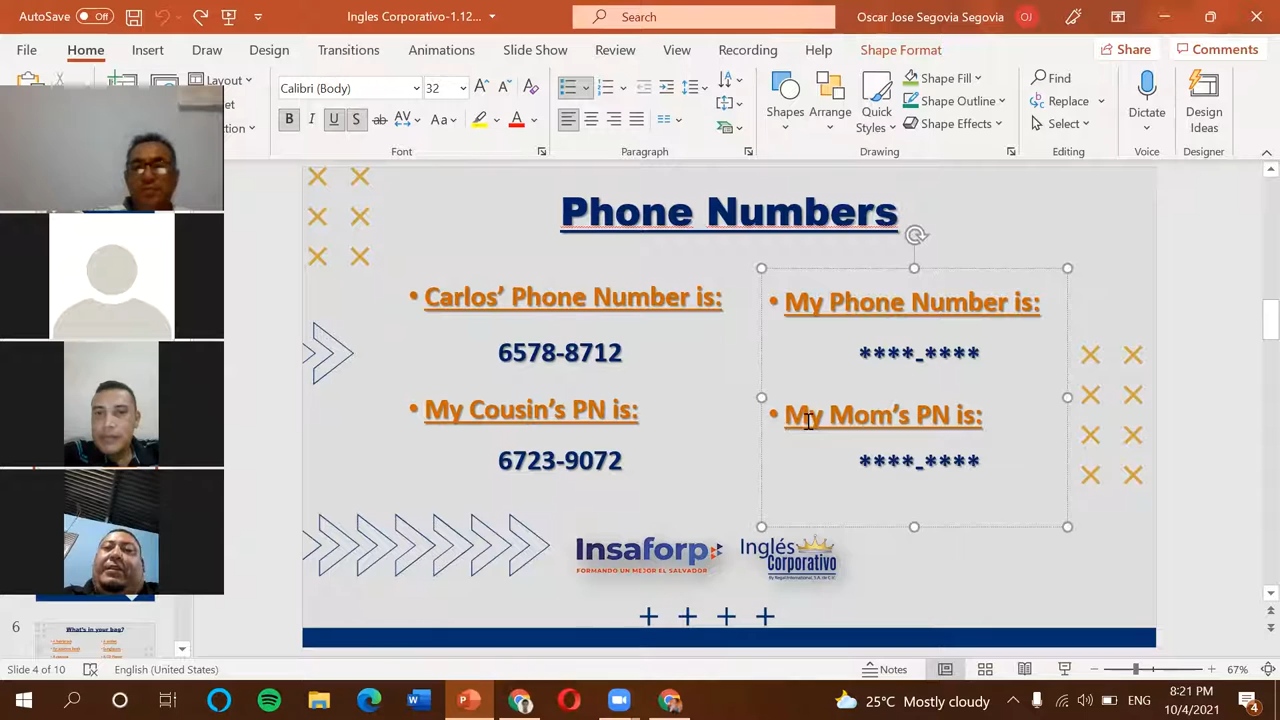 AutoSave Off
Ingles Corporativo-1.12...
Search
Oscar Jose Segovia Segovia
OJ
File Home Insert Draw Design Transitions Animations Slide Show Review View Recording Help Shape Format
Share
Comments
Layout
Calibri (Body)
32
Shape Fill
Shape Outline
Shape Effects
Find
Replace
Select
Shapes
Arrange
Quick Styles
Dictate
Design Ideas
Font
Paragraph
Drawing
Editing
Voice
Designer
Phone Numbers
• Carlos’ Phone Number is:
6578-8712
• My Cousin’s PN is:
6723-9072
• My Phone Number is:
****-****
• My Mom’s PN is:
****-****
Insaforp
FORMANDO UN MEJOR EL SALVADOR
Inglés
Corporativo
6
What's in your bag?
Slide 4 of 10
English (United States)
Notes
67%
25°C Mostly cloudy
ENG
8:21 PM
10/4/2021
4